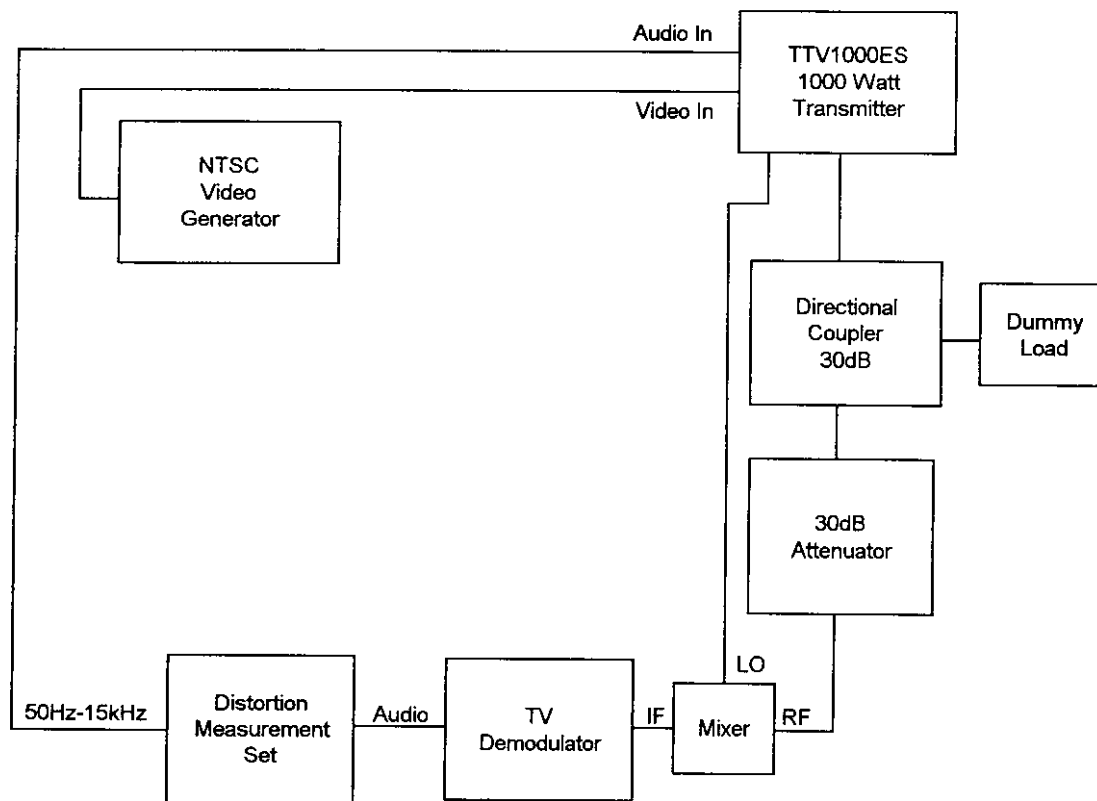 Audio In
TTV1000ES
1000 Watt
Transmitter
Video In
NTSC
Video
Generator
Directional
Coupler
30dB
Dummy
Load
30dB
Attenuator
LO
50Hz-15kHz
Distortion
Measurement
Set
Audio
TV
Demodulator
IF
Mixer
RF